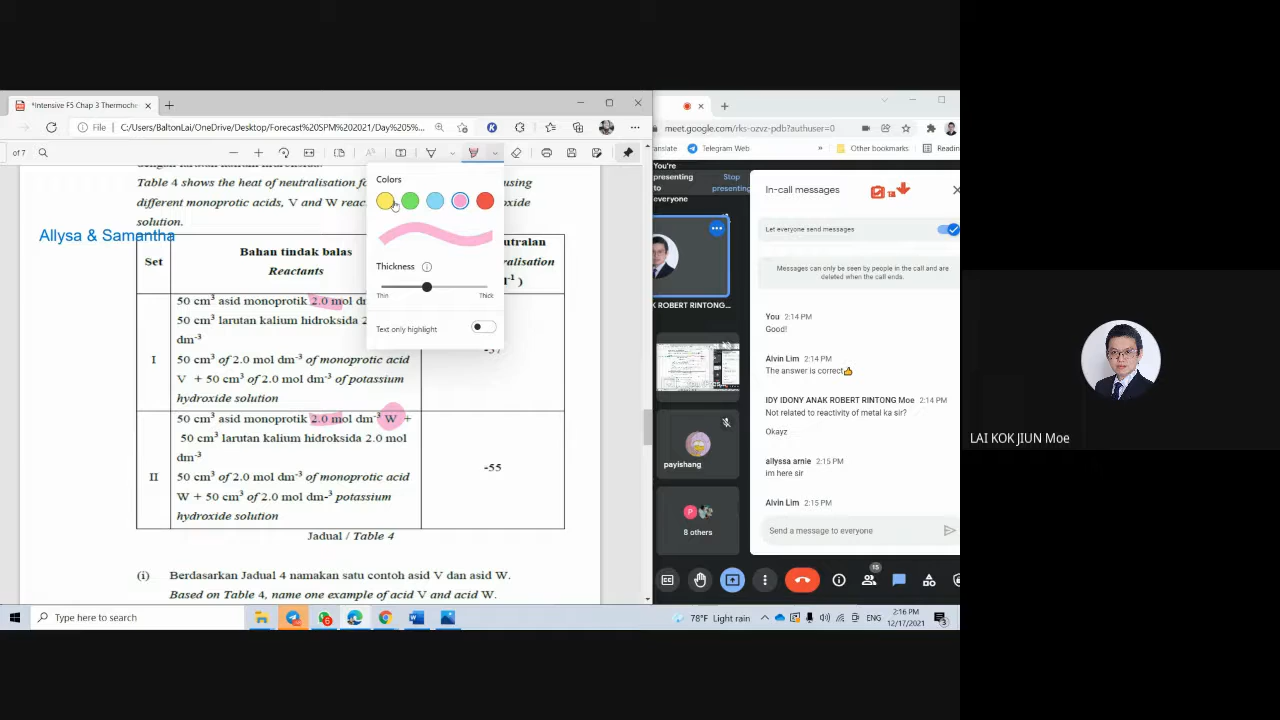 *Intensive F5 Chap 3 Thermoche
File
C:/Users/BaltonLai/OneDrive/Desktop/Forecast%20SPM%202021/Day%205%...
of 7
Table 4 shows the heat of neutralisation fo
using
different monoprotic acids, V and W reac
oxide
solution.
Allysa & Samantha
Set
Bahan tindak balas
Reactants
utralan
ralisation
50 cm³ asid monoprotik 2.0 mol d
50 cm³ larutan kalium hidroksida 2
dm⁻³
I
50 cm³ of 2.0 mol dm⁻³ of monoprotic acid
V + 50 cm³ of 2.0 mol dm⁻³ of potassium
hydroxide solution
50 cm³ asid monoprotik 2.0 mol dm⁻³ W +
50 cm³ larutan kalium hidroksida 2.0 mol
dm⁻³
II
50 cm³ of 2.0 mol dm⁻³ of monoprotic acid
W + 50 cm³ of 2.0 mol dm-³ potassium
hydroxide solution
-55
Jadual / Table 4
(i) Berdasarkan Jadual 4 namakan satu contoh asid V dan asid W.
Based on Table 4, name one example of acid V and acid W.
Colors
Thickness
Thin
Thick
Text only highlight
meet.google.com/rks-ozvz-pdb?authuser=0
anslate
Telegram Web
»
Other bookmarks
Readin
You're
presenting
to
everyone
Stop
presenting
K ROBERT RINTONG...
payishang
P
8 others
In-call messages
Let everyone send messages
Messages can only be seen by people in the call and are
deleted when the call ends.
You 2:14 PM
Good!
Alvin Lim 2:14 PM
The answer is correct👍
IDY IDONY ANAK ROBERT RINTONG Moe 2:14 PM
Not related to reactivity of metal ka sir?
Okayz
allyssa arnie 2:15 PM
im here sir
Alvin Lim 2:15 PM
Send a message to everyone
Type here to search
78°F Light rain
ENG
2:16 PM
12/17/2021
LAI KOK JIUN Moe